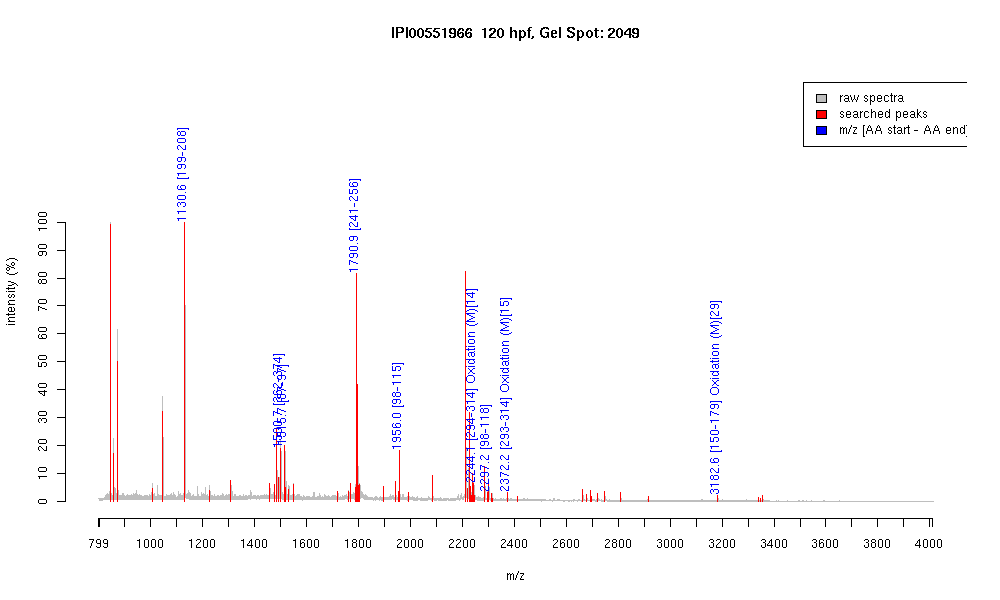 IPI00551966 120 hpf, Gel Spot: 2049
raw spectra
searched peaks
m/z [AA start - AA end]
1130.6 [199-208]
1790.9 [241-256]
1515.7 [87-97]
1956.0 [98-115]
2244.1 [294-314] Oxidation (M)[14]
2297.2 [98-118]
2372.2 [293-314] Oxidation (M)[15]
3182.6 [150-179] Oxidation (M)[29]
intensity (%)
100
90
80
70
60
50
40
30
20
10
0
799 1000 1200 1400 1600 1800 2000 2200 2400 2600 2800 3000 3200 3400 3600 3800 4000
m/z